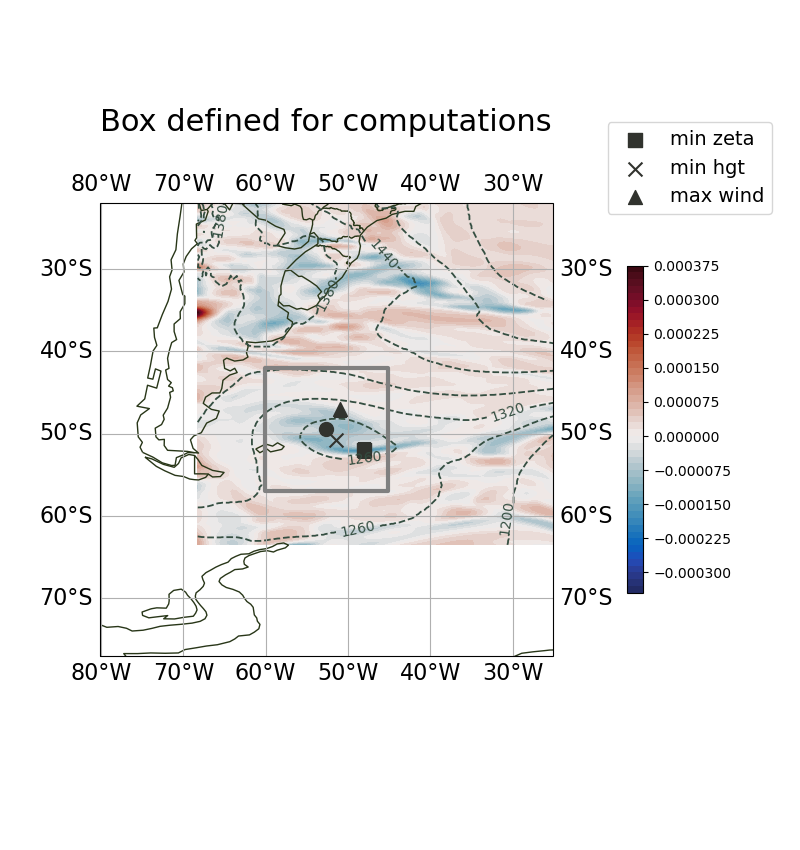 Box defined for computations
min zeta
min hgt
max wind
80°W 70°W 60°W 50°W 40°W 30°W
1380
1440
1380
30°S 30°S
40°S 40°S
1320
50°S 50°S
1200
1260
1200
60°S 60°S
70°S 70°S
80°W 70°W 60°W 50°W 40°W 30°W
0.000375
0.000300
0.000225
0.000150
0.000075
0.000000
−0.000075
−0.000150
−0.000225
−0.000300